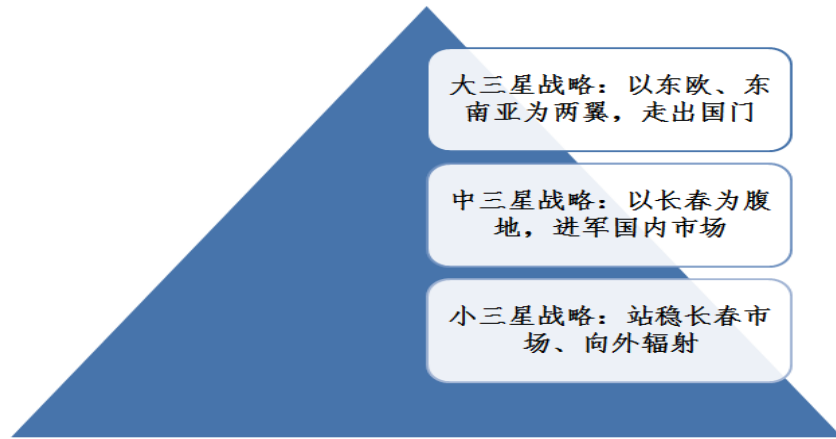 大三星战略：以东欧、东
南亚为两翼，走出国门
中三星战略：以长春为腹
地，进军国内市场
小三星战略：站稳长春市
场、向外辐射